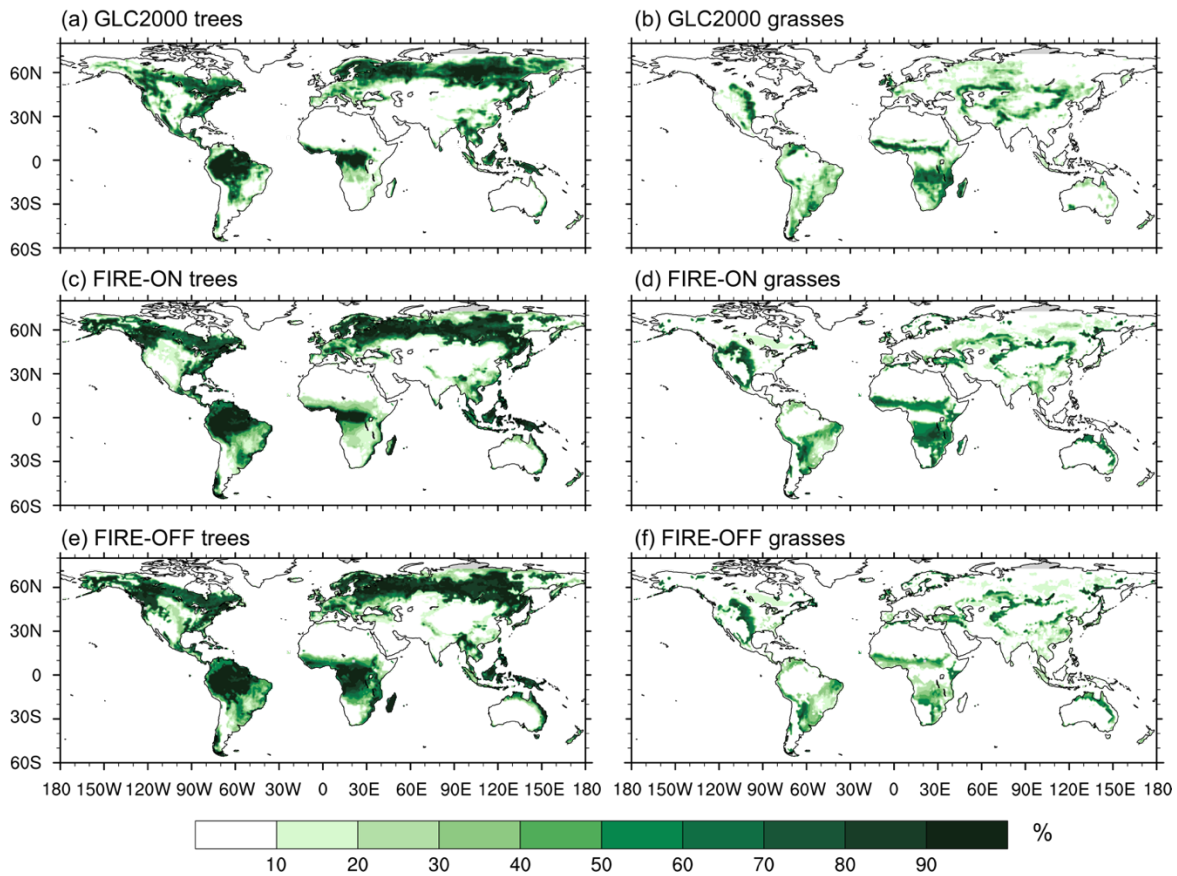 (a) GLC2000 trees
(b) GLC2000 grasses
60N
30N
0
30S
60S
(c) FIRE-ON trees
(d) FIRE-ON grasses
60N
30N
0
30S
60S
(e) FIRE-OFF trees
(f) FIRE-OFF grasses
60N
30N
0
30S
60S
180 150W 120W 90W 60W 30W 0 30E 60E 90E 120E 150E 180
180 150W 120W 90W 60W 30W 0 30E 60E 90E 120E 150E 180
%
10 20 30 40 50 60 70 80 90